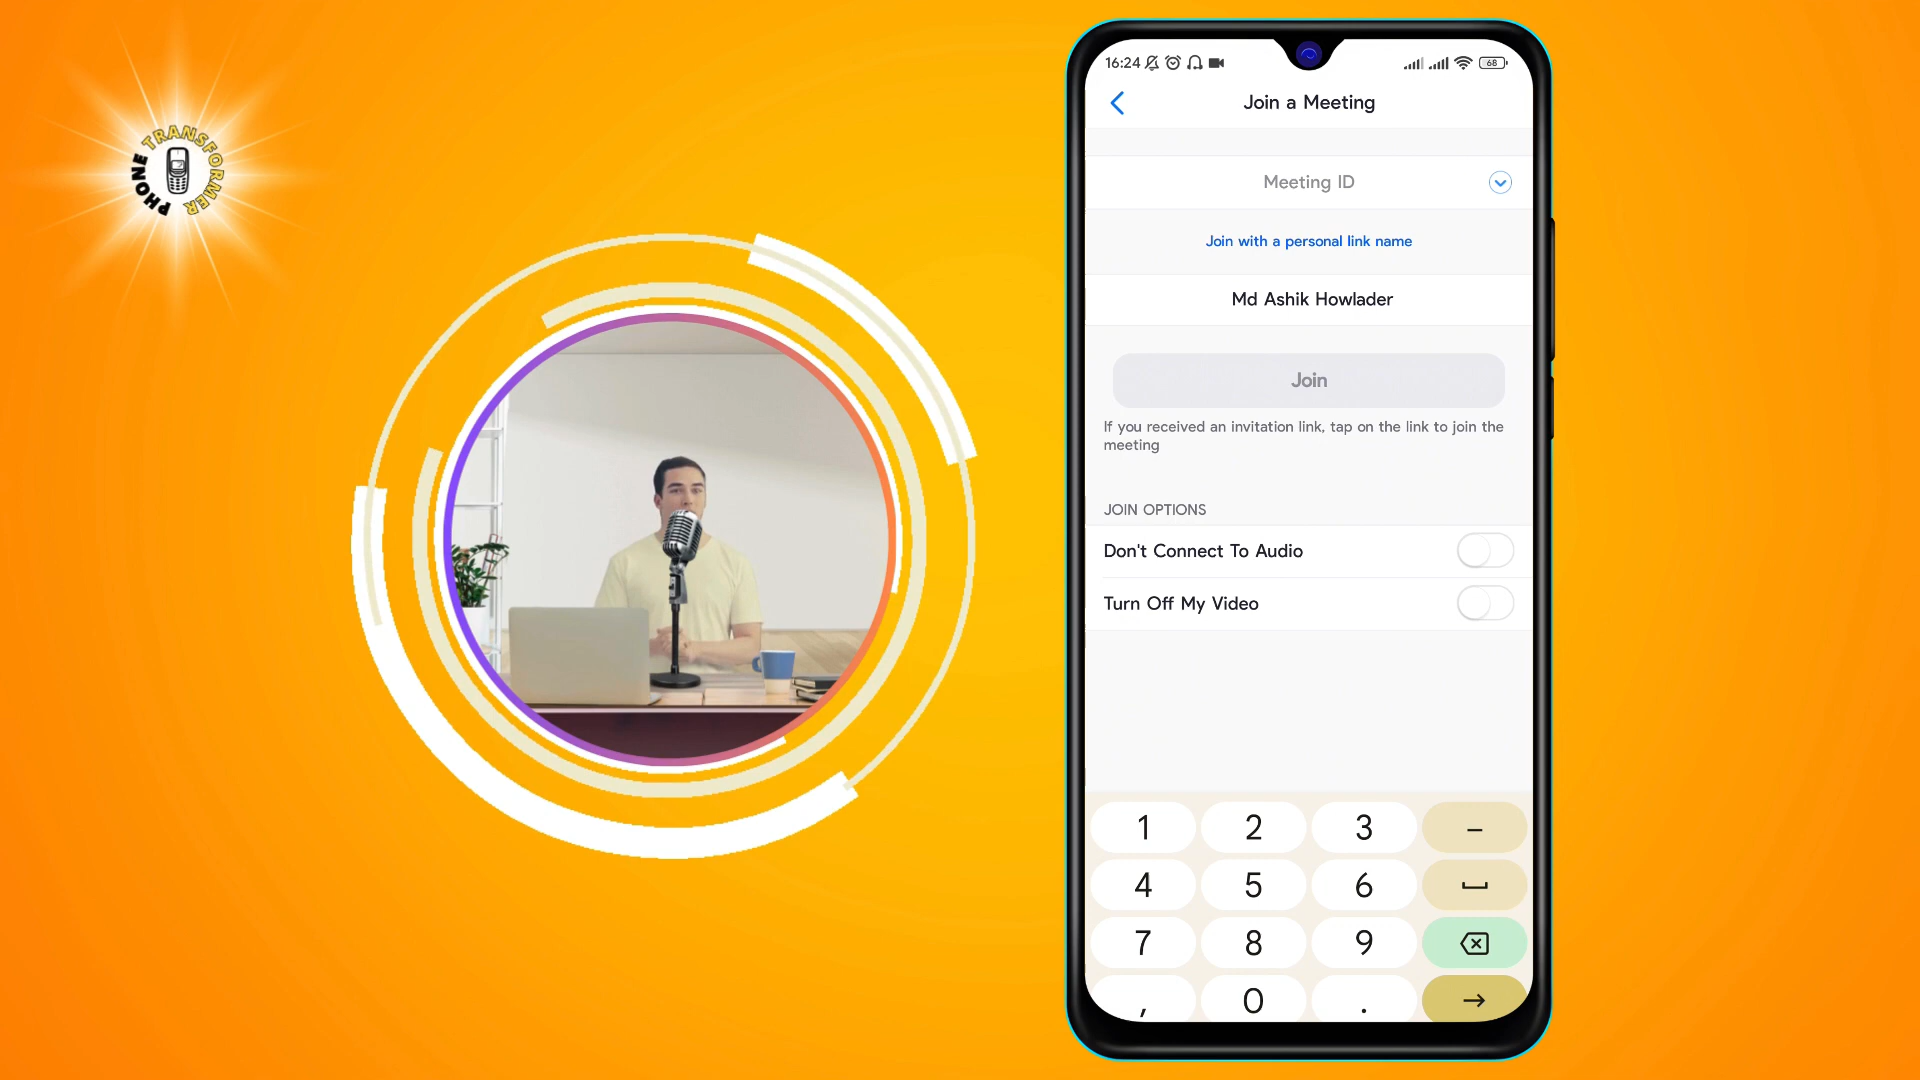 PHONE TRANSFORMER
16:24
68
Join a Meeting
Meeting ID
Join with a personal link name
Md Ashik Howlader
Join
If you received an invitation link, tap on the link to join the
meeting
JOIN OPTIONS
Don't Connect To Audio
Turn Off My Video
1 2 3 –
4 5 6
7 8 9
, 0 .